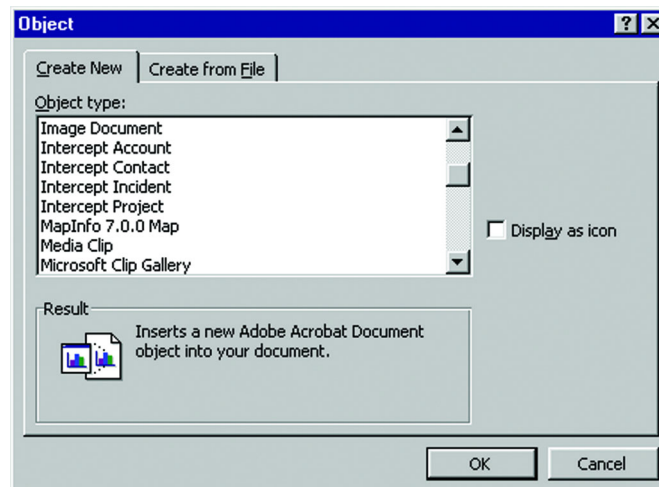 Object
Create New
Create from File
Object type:
Image Document
Intercept Account
Intercept Contact
Intercept Incident
Intercept Project
MapInfo 7.0.0 Map
Media Clip
Microsoft Clip Gallery
Display as icon
Result
Inserts a new Adobe Acrobat Document
object into your document.
OK
Cancel